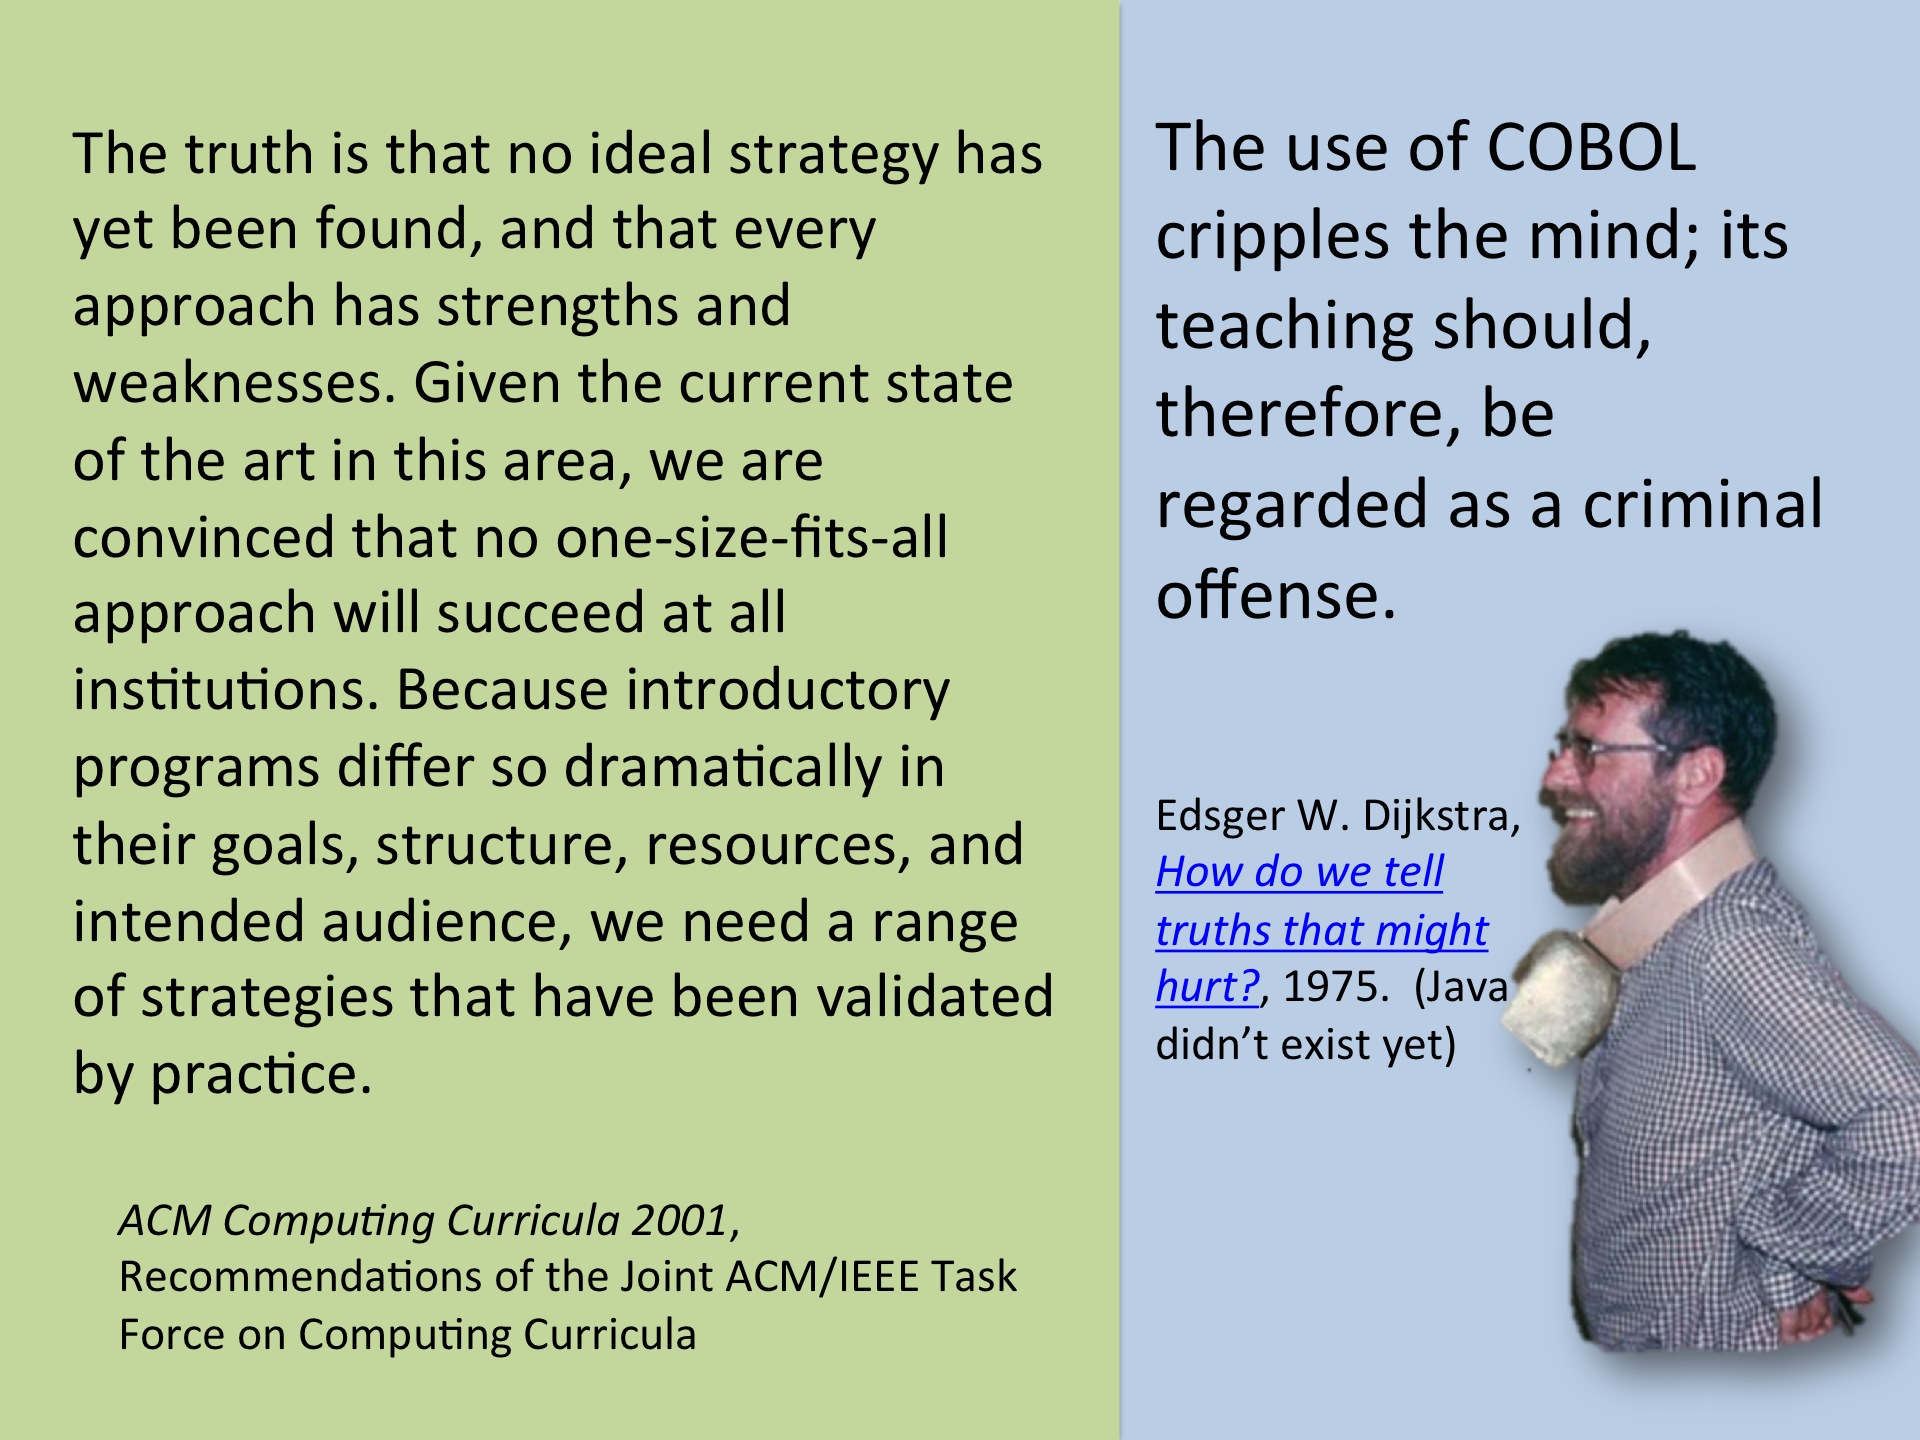 The truth is that no ideal strategy has
yet been found, and that every
approach has strengths and
weaknesses. Given the current state
of the art in this area, we are
convinced that no one-size-fits-all
approach will succeed at all
institutions. Because introductory
programs differ so dramatically in
their goals, structure, resources, and
intended audience, we need a range
of strategies that have been validated
by practice.
ACM Computing Curricula 2001,
Recommendations of the Joint ACM/IEEE Task
Force on Computing Curricula
The use of COBOL
cripples the mind; its
teaching should,
therefore, be
regarded as a criminal
offense.
Edsger W. Dijkstra,
How do we tell
truths that might
hurt?, 1975.  (Java
didn’t exist yet)